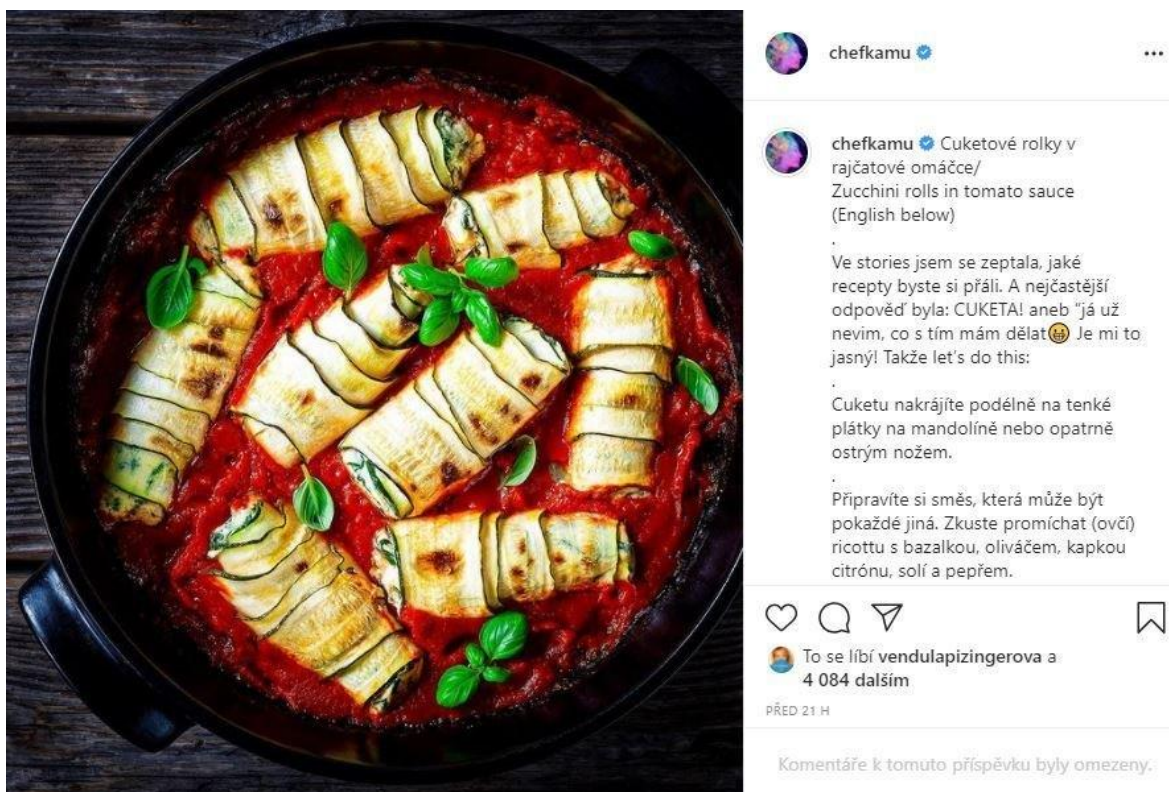 chefkamu
chefkamu Cuketové rolky v
rajčatové omáčce/
Zucchini rolls in tomato sauce
(English below)
.
Ve stories jsem se zeptala, jaké
recepty byste si přáli. A nejčastější
odpověď byla: CUKETA! aneb "já už
nevim, co s tím mám dělat😁 Je mi to
jasný! Takže let's do this:
.
Cuketu nakrájíte podélně na tenké
plátky na mandolíně nebo opatrně
ostrým nožem.
.
Připravíte si směs, která může být
pokaždé jiná. Zkuste promíchat (ovčí)
ricottu s bazalkou, oliváčem, kapkou
citrónu, solí a pepřem.
To se líbí vendulapizingerova a
4 084 dalším
PŘED 21 H
Komentáře k tomuto příspěvku byly omezeny.